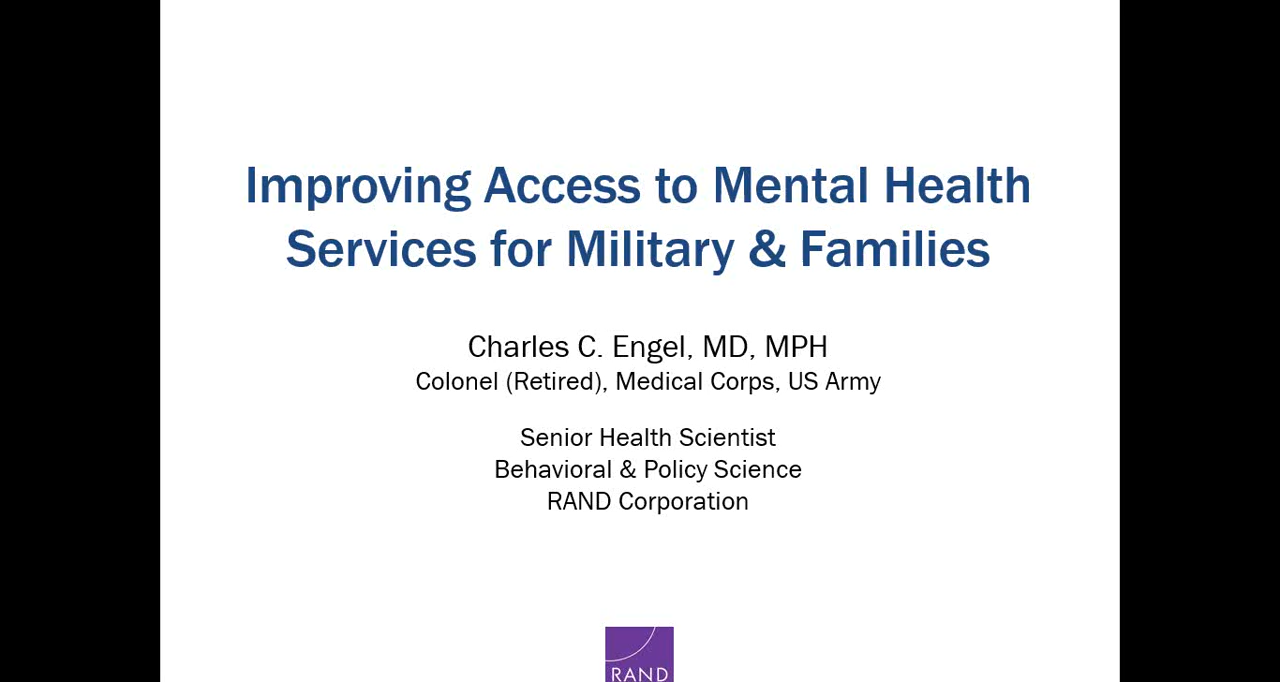 Improving Access to Mental Health
Services for Military & Families
Charles C. Engel, MD, MPH
Colonel (Retired), Medical Corps, US Army
Senior Health Scientist
Behavioral & Policy Science
RAND Corporation
RAND